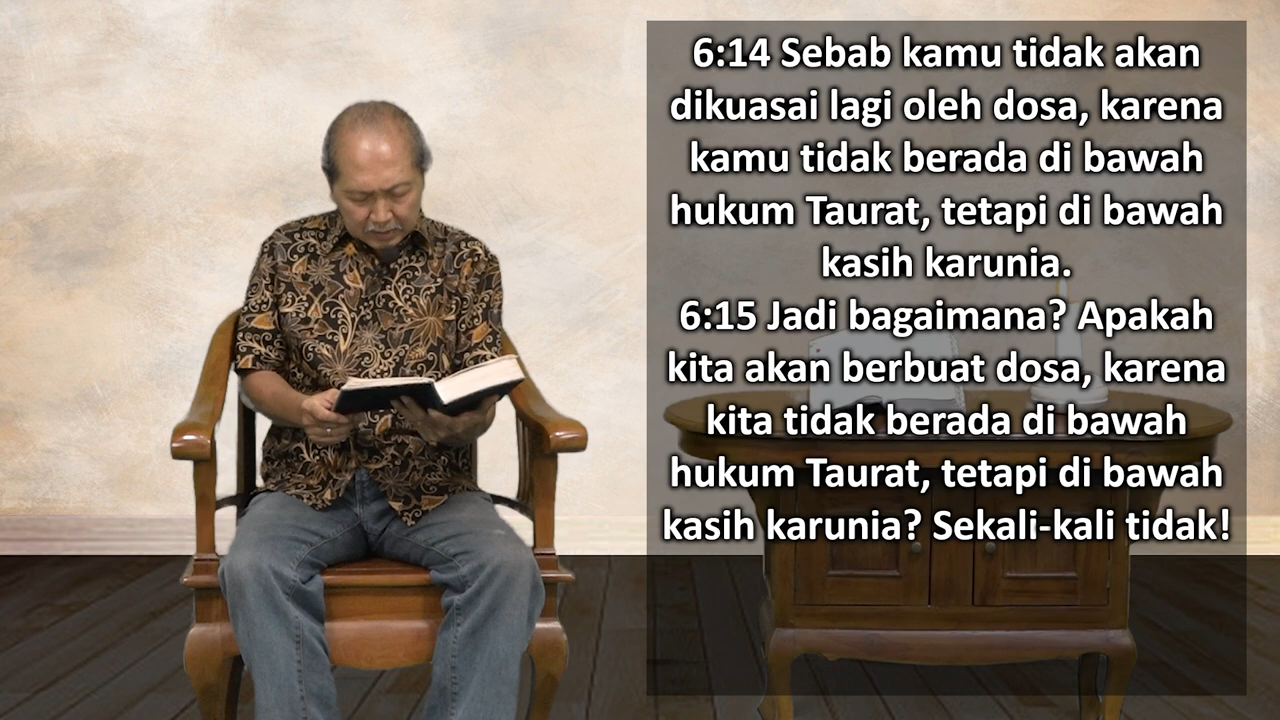 6:14 Sebab kamu tidak akan
dikuasai lagi oleh dosa, karena
kamu tidak berada di bawah
hukum Taurat, tetapi di bawah
kasih karunia.
6:15 Jadi bagaimana? Apakah
kita akan berbuat dosa, karena
kita tidak berada di bawah
hukum Taurat, tetapi di bawah
kasih karunia? Sekali-kali tidak!